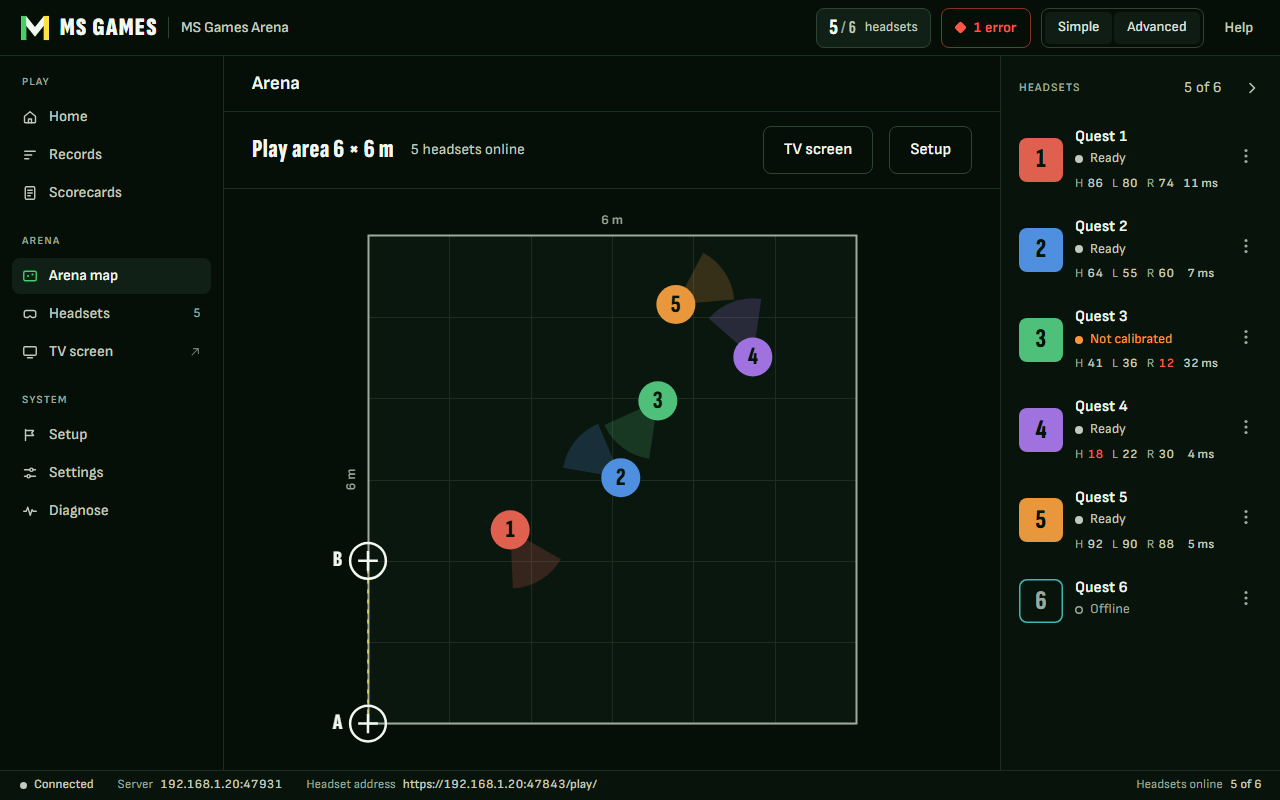 MS GAMES
MS Games Arena
5 / 6 headsets
1 error
Simple
Advanced
Help
PLAY
Home
Records
Scorecards
ARENA
Arena map
Headsets 5
TV screen
SYSTEM
Setup
Settings
Diagnose
Arena
Play area 6 × 6 m
5 headsets online
TV screen
Setup
6 m
6 m
5
4
3
2
1
B
A
HEADSETS
5 of 6
1
Quest 1
Ready
H 86 L 80 R 74 11 ms
2
Quest 2
Ready
H 64 L 55 R 60 7 ms
3
Quest 3
Not calibrated
H 41 L 36 R 12 32 ms
4
Quest 4
Ready
H 18 L 22 R 30 4 ms
5
Quest 5
Ready
H 92 L 90 R 88 5 ms
6
Quest 6
Offline
Connected
Server 192.168.1.20:47931
Headset address https://192.168.1.20:47843/play/
Headsets online 5 of 6